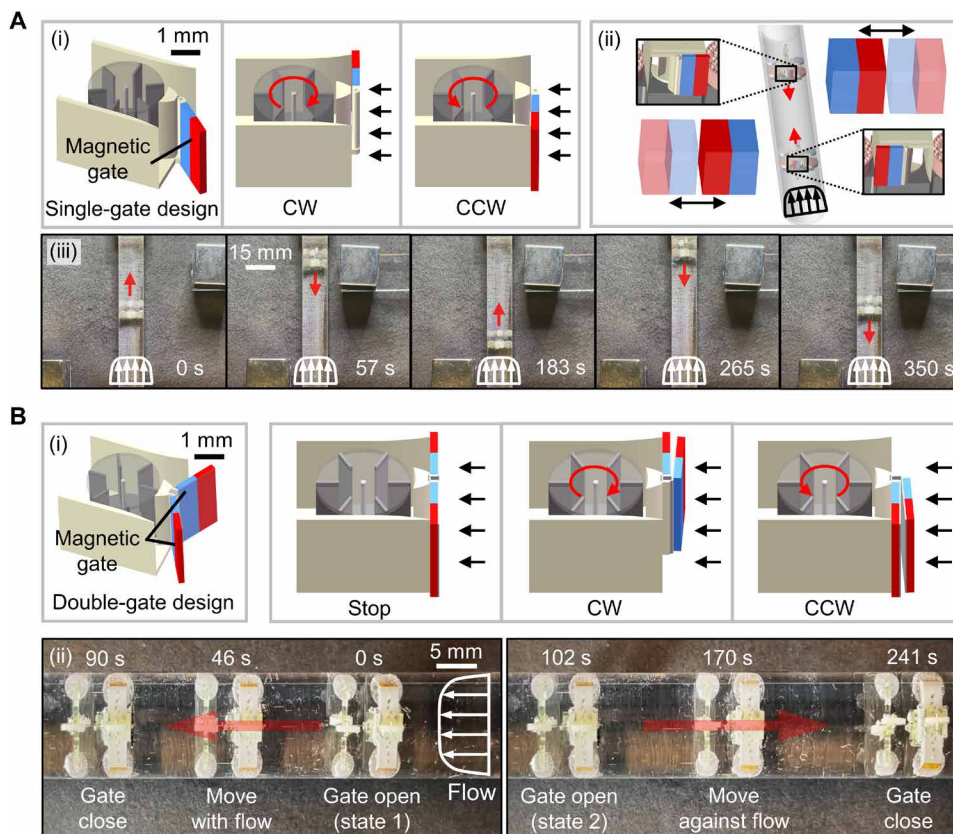 A
(i)
1 mm
Magnetic
gate
Single-gate design
CW
CCW
(ii)
(iii)
15 mm
0 s
57 s
183 s
265 s
350 s
B
(i)
1 mm
Magnetic
gate
Double-gate design
Stop
CW
CCW
(ii)
90 s
46 s
0 s
5 mm
Flow
Gate
close
Move
with flow
Gate open
(state 1)
102 s
170 s
241 s
Gate open
(state 2)
Move
against flow
Gate
close